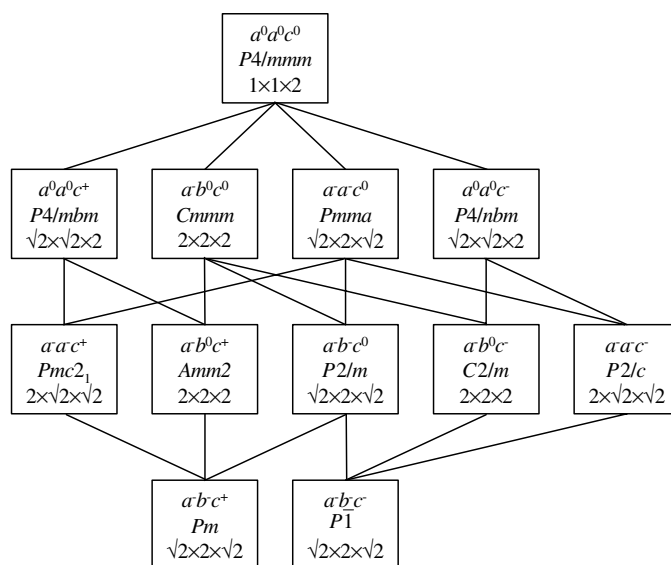 a⁰a⁰c⁰
P4/mmm
1×1×2
a⁰a⁰c⁺
P4/mbm
√2×√2×2
a⁻b⁰c⁰
Cmmm
2×2×2
a⁻a⁻c⁰
Pmma
√2×2×√2
a⁰a⁰c⁻
P4/nbm
√2×√2×2
a⁻a⁻c⁺
Pmc2₁
2×√2×√2
a⁻b⁰c⁺
Amm2
2×2×2
a⁻b⁻c⁰
P2/m
√2×2×√2
a⁻b⁰c⁻
C2/m
2×2×2
a⁻a⁻c⁻
P2/c
2×√2×√2
a⁻b⁻c⁺
Pm
√2×2×√2
a⁻b⁻c⁻
P1̅
√2×2×√2